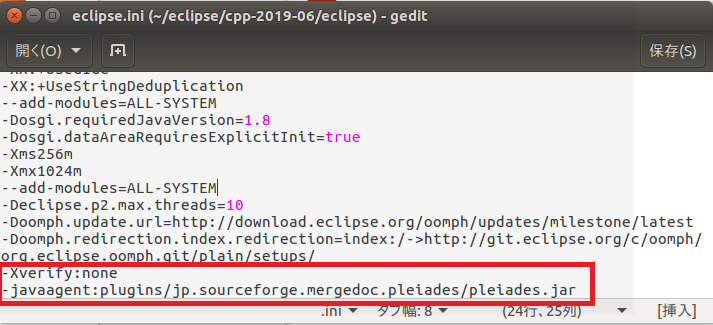 eclipse.ini (~/eclipse/cpp-2019-06/eclipse) - gedit
開く(O)
保存(S)
-XX:+UseStringDeduplication
--add-modules=ALL-SYSTEM
-Dosgi.requiredJavaVersion=1.8
-Dosgi.dataAreaRequiresExplicitInit=true
-Xms256m
-Xmx1024m
--add-modules=ALL-SYSTEM
-Declipse.p2.max.threads=10
-Doomph.update.url=http://download.eclipse.org/oomph/updates/milestone/latest
-Doomph.redirection.index.redirection=index:/->http://git.eclipse.org/c/oomph/
org.eclipse.oomph.git/plain/setups/
-Xverify:none
-javaagent:plugins/jp.sourceforge.mergedoc.pleiades/pleiades.jar
.ini タブ幅: 8 (24行、25列) [挿入]